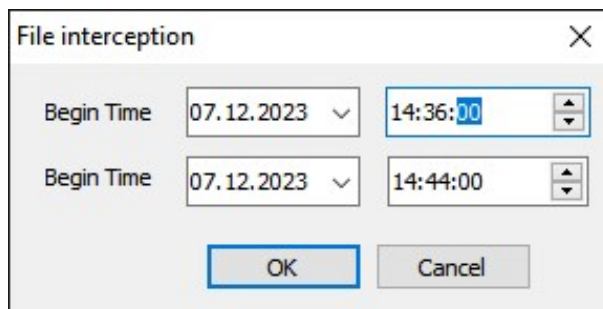 File interception
Begin Time 07.12.2023 14:36:00
Begin Time 07.12.2023 14:44:00
OK Cancel